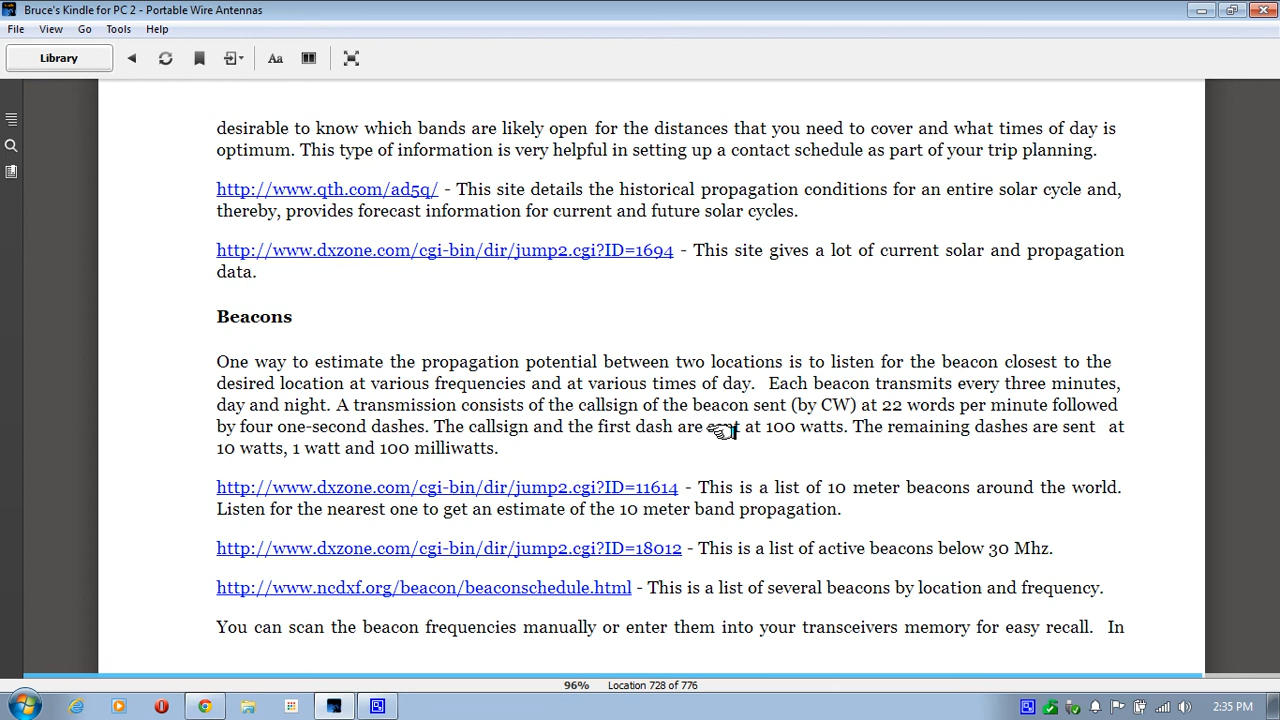 Bruce's Kindle for PC 2 - Portable Wire Antennas
File View Go Tools Help
Library Aa
desirable to know which bands are likely open for the distances that you need to cover and what times of day is
optimum. This type of information is very helpful in setting up a contact schedule as part of your trip planning.
http://www.qth.com/ad5q/ - This site details the historical propagation conditions for an entire solar cycle and,
thereby, provides forecast information for current and future solar cycles.
http://www.dxzone.com/cgi-bin/dir/jump2.cgi?ID=1694 - This site gives a lot of current solar and propagation
data.
Beacons
One way to estimate the propagation potential between two locations is to listen for the beacon closest to the
desired location at various frequencies and at various times of day. Each beacon transmits every three minutes,
day and night. A transmission consists of the callsign of the beacon sent (by CW) at 22 words per minute followed
by four one-second dashes. The callsign and the first dash are at 100 watts. The remaining dashes are sent at
10 watts, 1 watt and 100 milliwatts.
http://www.dxzone.com/cgi-bin/dir/jump2.cgi?ID=11614 - This is a list of 10 meter beacons around the world.
Listen for the nearest one to get an estimate of the 10 meter band propagation.
http://www.dxzone.com/cgi-bin/dir/jump2.cgi?ID=18012 - This is a list of active beacons below 30 Mhz.
http://www.ncdxf.org/beacon/beaconschedule.html - This is a list of several beacons by location and frequency.
You can scan the beacon frequencies manually or enter them into your transceivers memory for easy recall. In
96% Location 728 of 776
2:35 PM